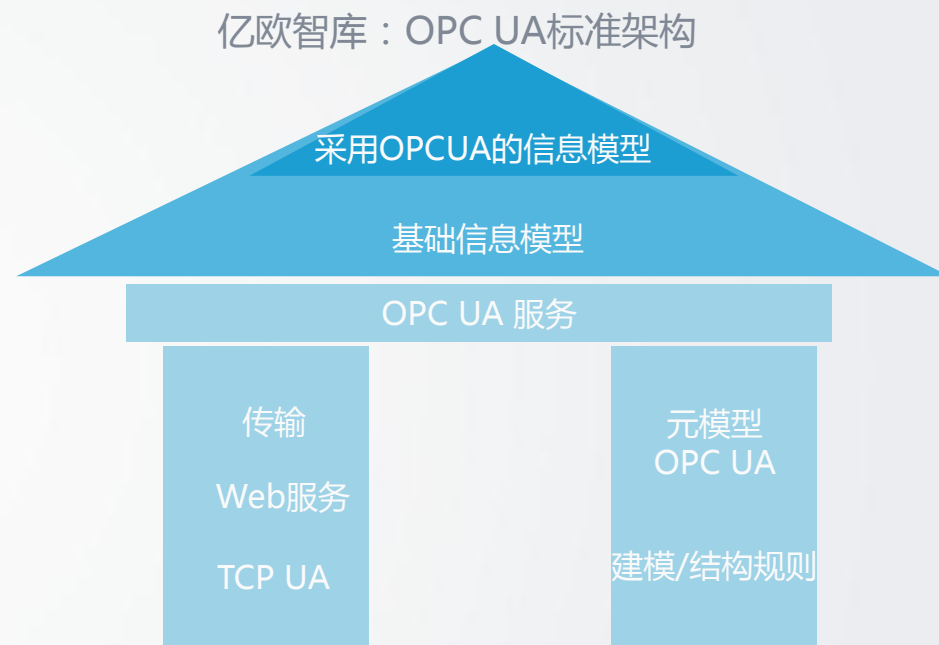 亿欧智库：OPC UA标准架构
采用OPCUA的信息模型
基础信息模型
OPC UA 服务
传输
Web服务
TCP UA
元模型
OPC UA
建模/结构规则